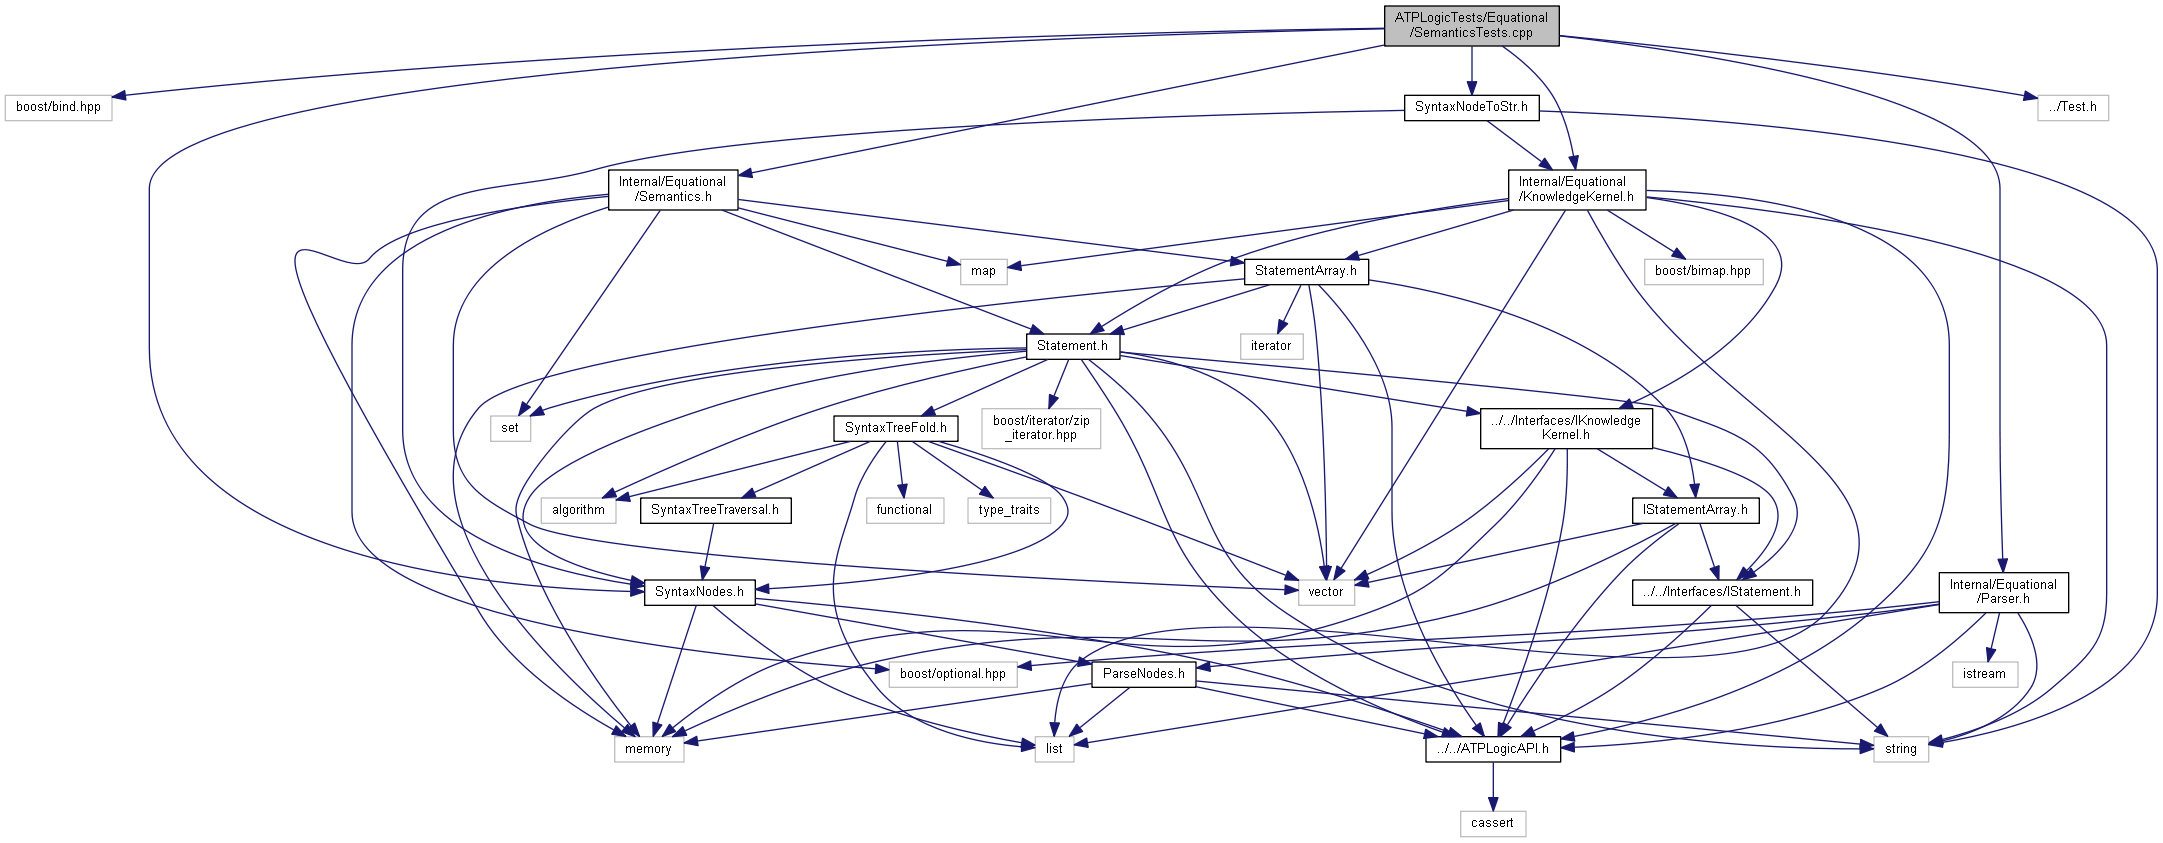 ATPLogicTests/Equational
/SemanticsTests.cpp
boost/bind.hpp
SyntaxNodeToStr.h
../Test.h
Internal/Equational
/Semantics.h
Internal/Equational
/KnowledgeKernel.h
map
StatementArray.h
boost/bimap.hpp
Statement.h
iterator
set
SyntaxTreeFold.h
boost/iterator/zip
_iterator.hpp
../../Interfaces/IKnowledge
Kernel.h
algorithm
SyntaxTreeTraversal.h
functional
type_traits
IStatementArray.h
SyntaxNodes.h
vector
../../Interfaces/IStatement.h
Internal/Equational
/Parser.h
boost/optional.hpp
ParseNodes.h
istream
memory
list
../../ATPLogicAPI.h
string
cassert